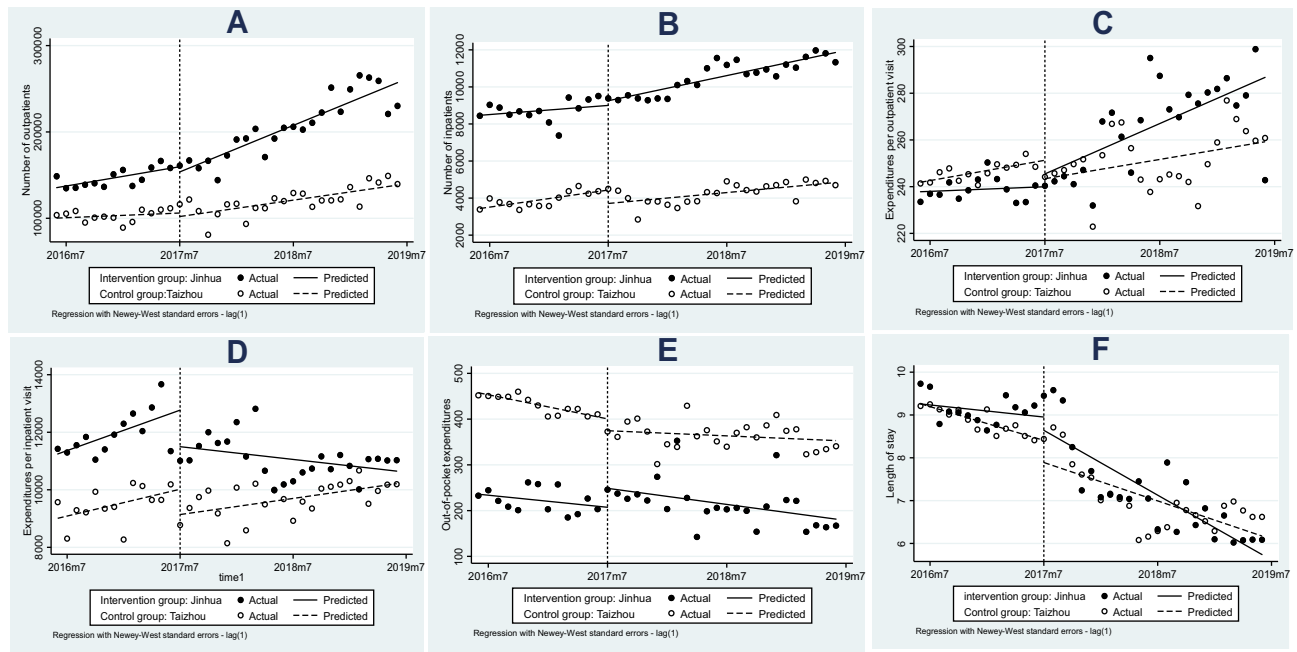 A
Number of outpatients
300000
200000
100000
2016m7 2017m7 2018m7 2019m7
Intervention group: Jinhua Actual Predicted
Control group:Taizhou Actual Predicted
Regression with Newey-West standard errors - lag(1)
B
Number of inpatients
12000
10000
8000
6000
4000
2000
2016m7 2017m7 2018m7 2019m7
Intervention group: Jinhua Actual Predicted
Control group: Taizhou Actual Predicted
Regression with Newey-West standard errors - lag(1)
C
Expenditures per outpatient visit
300
280
260
240
220
2016m7 2017m7 2018m7 2019m7
Intervention group: Jinhua Actual Predicted
Control group: Taizhou Actual Predicted
Regression with Newey-West standard errors - lag(1)
D
Expenditures per inpatient visit
14000
12000
10000
8000
2016m7 2017m7 2018m7 2019m7
time1
Intervention group: Jinhua Actual Predicted
Control group: Taizhou Actual Predicted
Regression with Newey-West standard errors - lag(1)
E
Out-of-pocket expenditures
500
400
300
200
100
2016m7 2017m7 2018m7 2019m7
Intervention group: Jinhua Actual Predicted
Control group: Taizhou Actual Predicted
Regression with Newey-West standard errors - lag(1)
F
Length of stay
10
9
8
7
6
2016m7 2017m7 2018m7 2019m7
intervention group: Jinhua Actual Predicted
Control group: Taizhou Actual Predicted
Regression with Newey-West standard errors - lag(1)